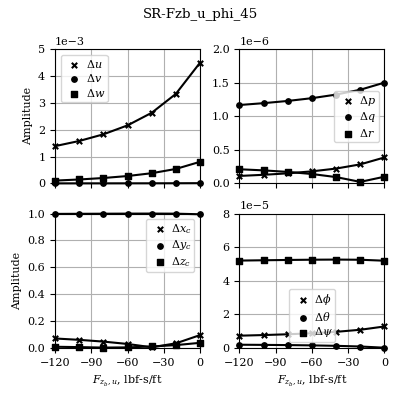 SR-Fzb_u_phi_45
1e−3
1e−6
5
4
3
2
1
0
Amplitude
Δu
Δv
Δw
2.0
1.5
1.0
0.5
0.0
Δp
Δq
Δr
1e−5
1.0
0.8
0.6
0.4
0.2
0.0
Amplitude
Δx_c
Δy_c
Δz_c
−120 −90 −60 −30 0
F_{z_b, u}, lbf-s/ft
8
6
4
2
0
Δϕ
Δθ
Δψ
−120 −90 −60 −30 0
F_{z_b, u}, lbf-s/ft